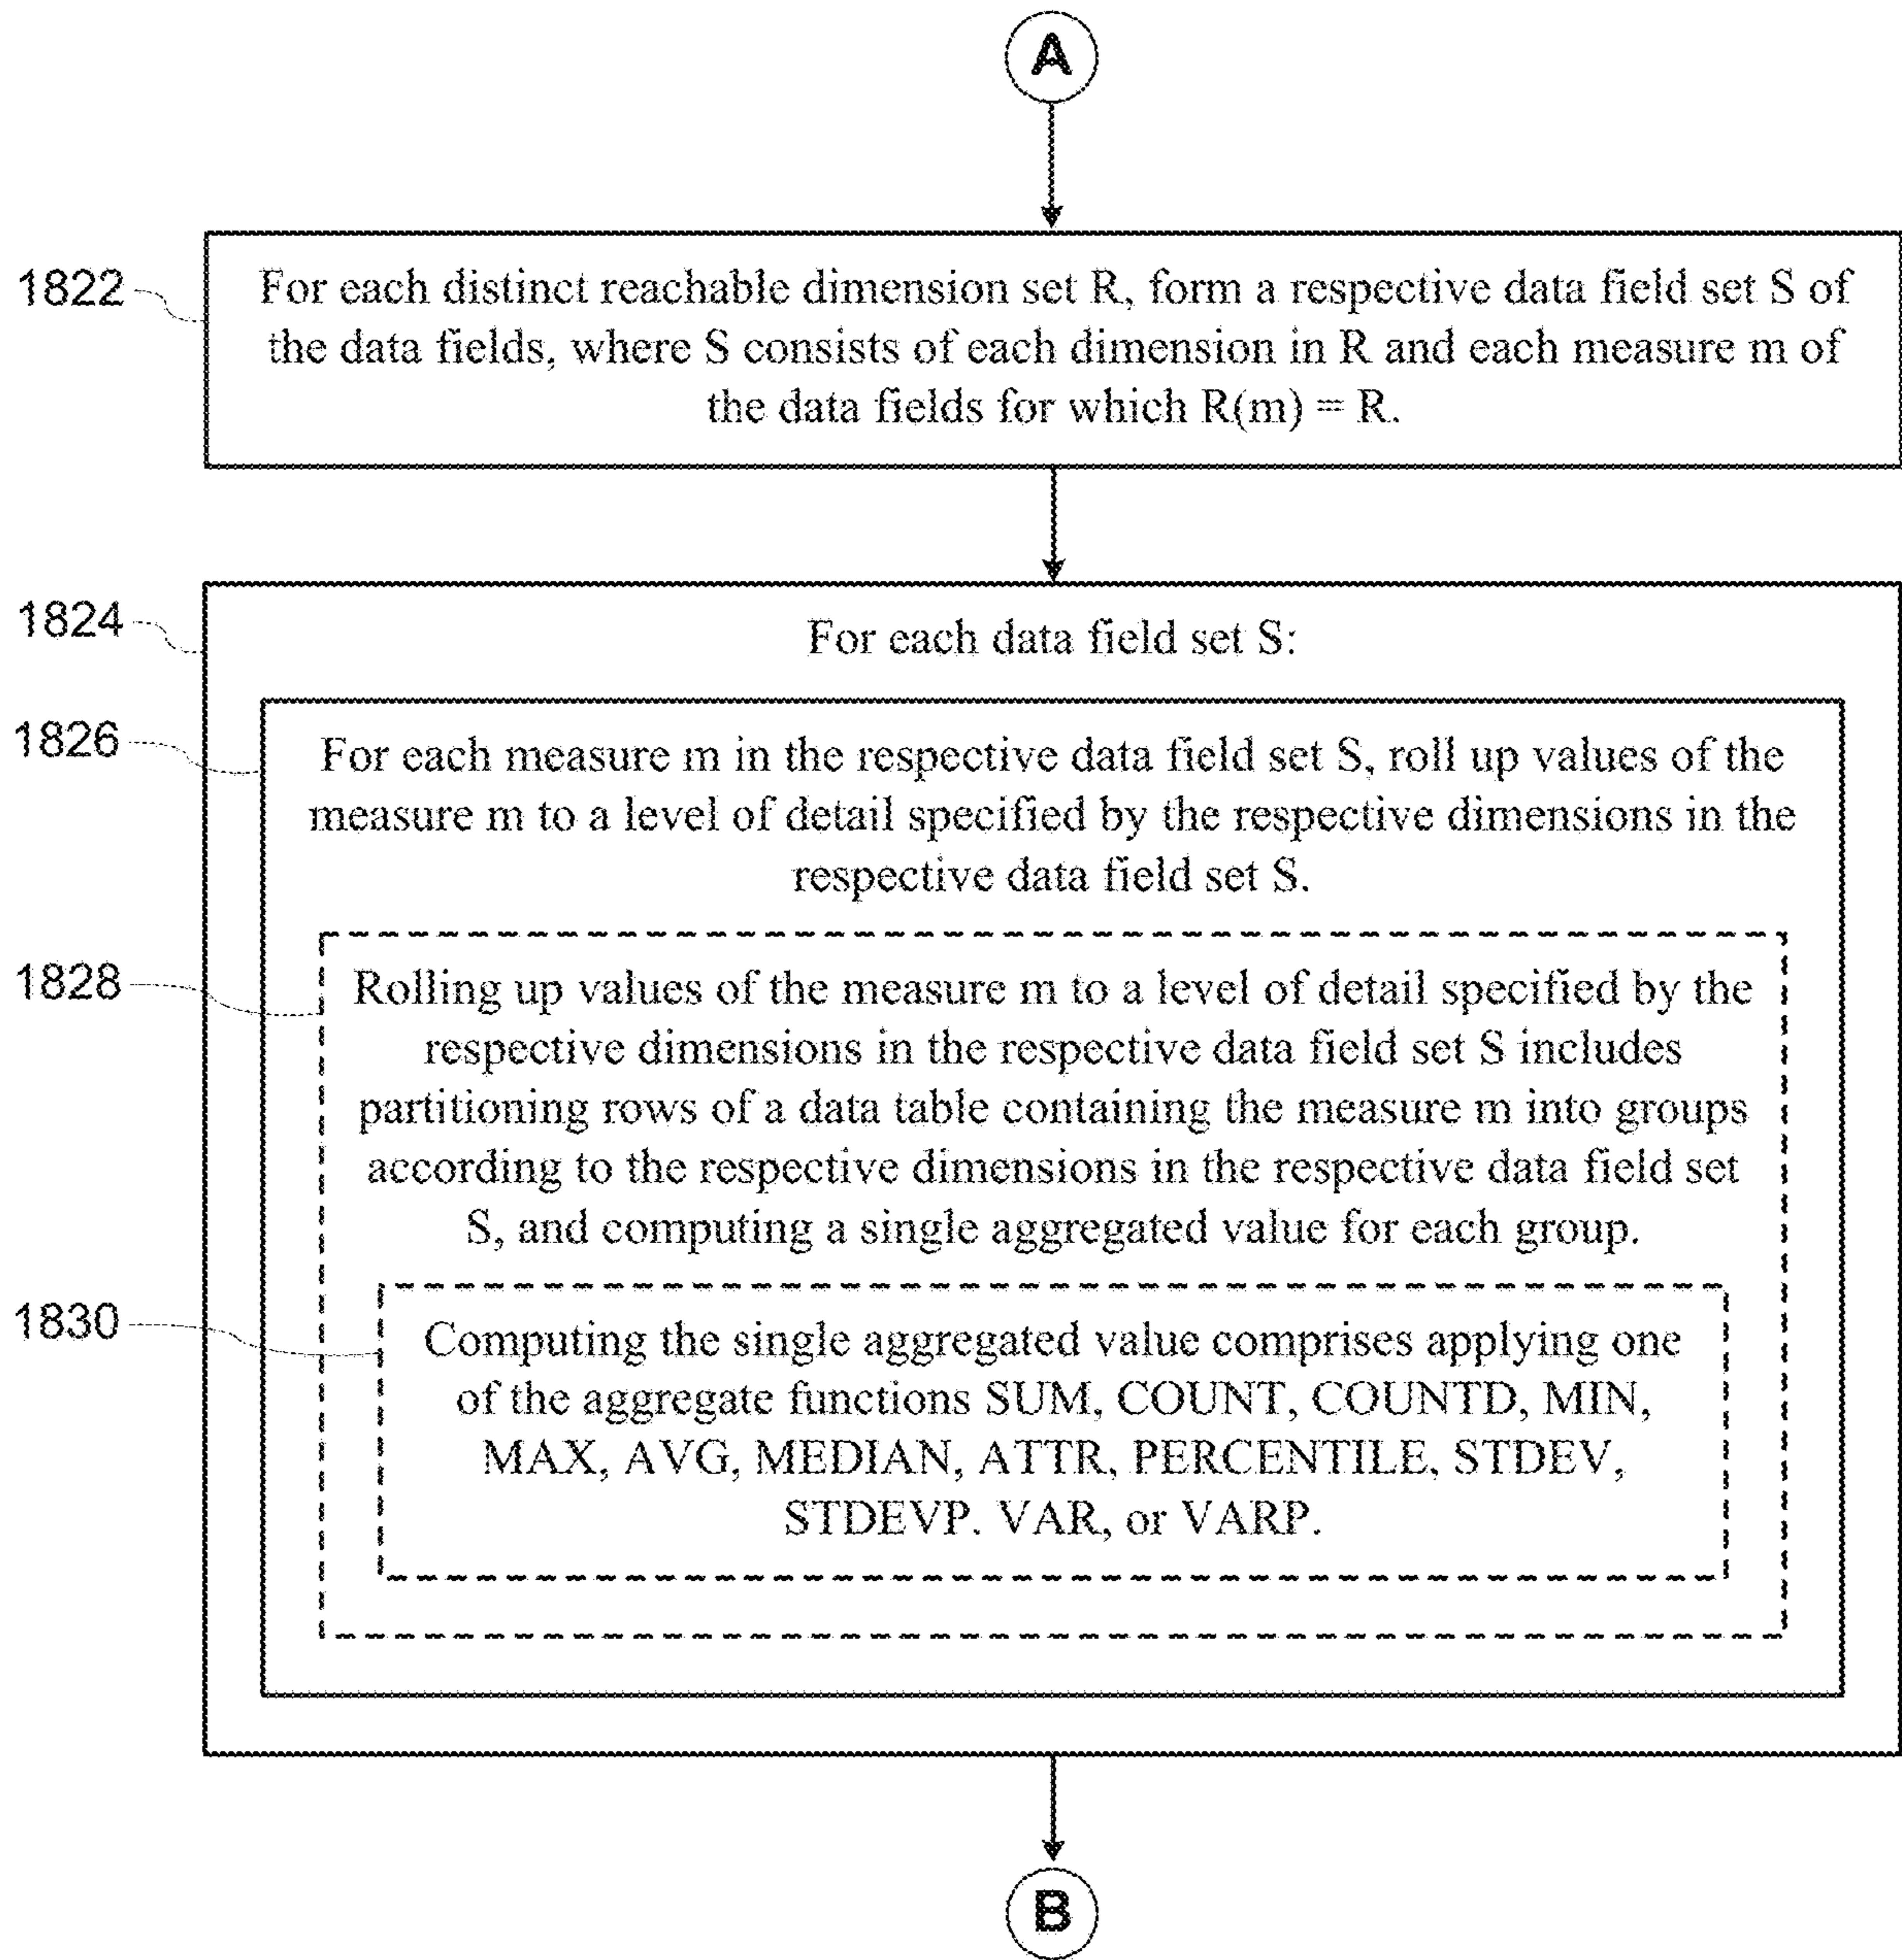 A
1822
For each distinct reachable dimension set R, form a respective data field set S of
the data fields, where S consists of each dimension in R and each measure m of
the data fields for which R(m) = R.
1824
For each data field set S:
1826
For each measure m in the respective data field set S, roll up values of the
measure m to a level of detail specified by the respective dimensions in the
respective data field set S.
1828
Rolling up values of the measure m to a level of detail specified by the
respective dimensions in the respective data field set S includes
partitioning rows of a data table containing the measure m into groups
according to the respective dimensions in the respective data field set
S, and computing a single aggregated value for each group.
1830
Computing the single aggregated value comprises applying one
of the aggregate functions SUM, COUNT, COUNTD, MIN,
MAX, AVG, MEDIAN, ATTR, PERCENTILE, STDEV,
STDEVP. VAR, or VARP.
B